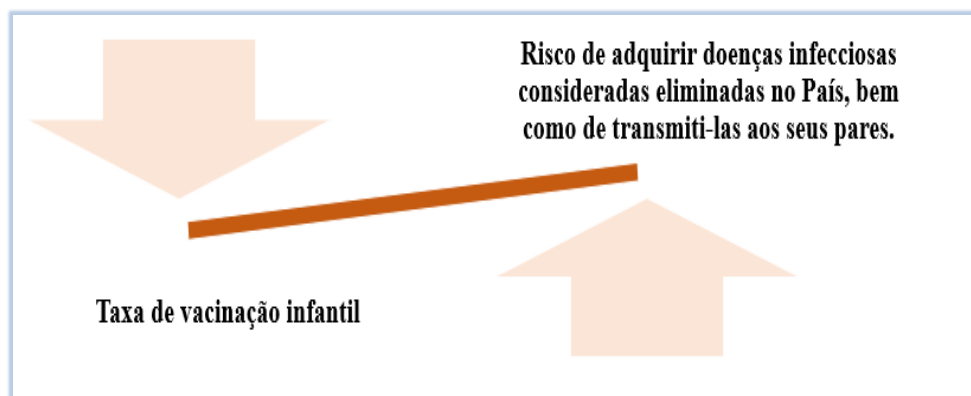 Risco de adquirir doenças infecciosas
consideradas eliminadas no País, bem
como de transmiti-las aos seus pares.
Taxa de vacinação infantil